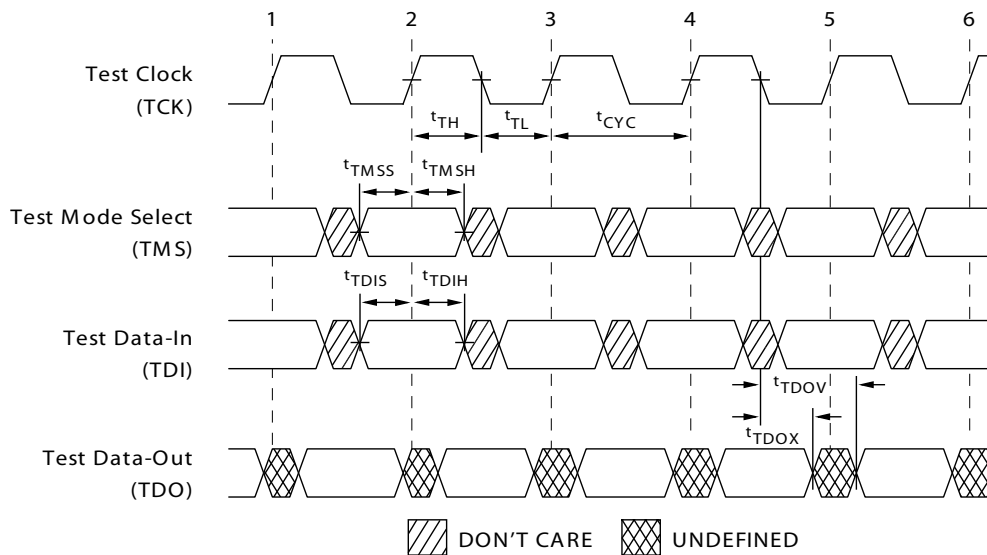 1 2 3 4 5 6
Test Clock
(TCK)
tTH tTL tCYC
tTMSS tTMSH
Test Mode Select
(TMS)
tTDIS tTDIH
Test Data-In
(TDI)
tTDOV
tTDOX
Test Data-Out
(TDO)
DON'T CARE UNDEFINED